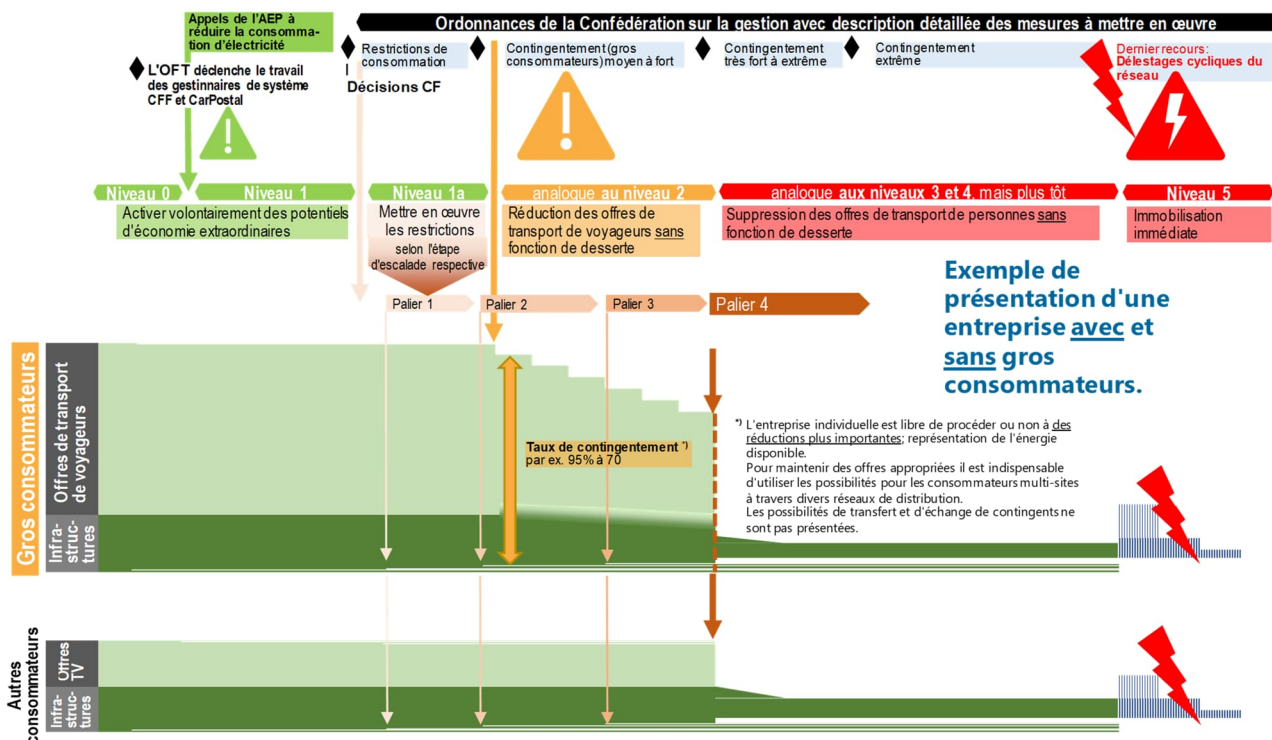 Appels de l'AEP à
réduire la consomma-
tion d'électricité
Ordonnances de la Confédération sur la gestion avec description détaillée des mesures à mettre en œuvre
L'OFT déclenche le travail
des gestinnaires de système
CFF et CarPostal
Restrictions de
consommation
Décisions CF
Contingentement (gros
consommateurs) moyen à fort
Contingentement
très fort à extrême
Contingentement
extrême
Dernier recours:
Délestages cycliques du
réseau
Niveau 0
Niveau 1
Niveau 1a
analogue au niveau 2
analogue aux niveaux 3 et 4, mais plus tôt
Niveau 5
Activer volontairement des potentiels
d'économie extraordinaires
Mettre en œuvre
les restrictions
selon l'étape
d'escalade respective
Réduction des offres de
transport de voyageurs sans
fonction de desserte
Suppression des offres de transport de personnes sans
fonction de desserte
Immobilisation
immédiate
Palier 1
Palier 2
Palier 3
Palier 4
Exemple de
présentation d'une
entreprise avec et
sans gros
consommateurs.
Gros consommateurs
Offres de transport
de voyageurs
Infra-
struc-
tures
Taux de contingentement *)
par ex. 95% à 70
*) L'entreprise individuelle est libre de procéder ou non à des
réductions plus importantes; représentation de l'énergie
disponible.
Pour maintenir des offres appropriées il est indispensable
d'utiliser les possibilités pour les consommateurs multi-sites
à travers divers réseaux de distribution.
Les possibilités de transfert et d'échange de contingents ne
sont pas présentées.
Autres
consommateurs
Offres
TV
Infra-
struc-
tures